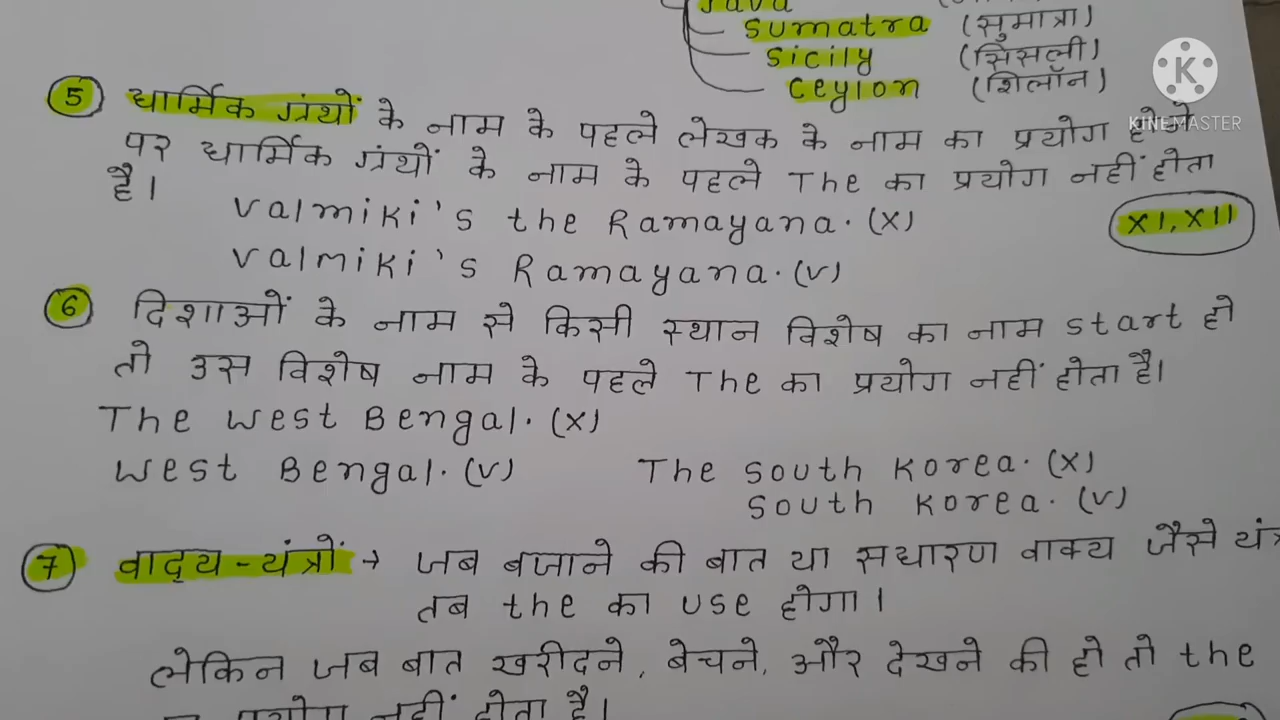 Java
Sumatra (सुमात्रा)
Sicily (सिसली)
Ceylon (शिलॉन)
K
KINEMASTER
5 धार्मिक ग्रंथों के नाम के पहले लेखक के नाम का प्रयोग होने
पर धार्मिक ग्रंथों के नाम के पहले The का प्रयोग नहीं होता
है।
Valmiki's the Ramayana. (X)
XI, XII
Valmiki's Ramayana. (V)
6 दिशाओं के नाम से किसी स्थान विशेष का नाम start हो
तो उस विशेष नाम के पहले The का प्रयोग नहीं होता है।
The West Bengal. (X)
West Bengal. (V) The South Korea. (X)
South Korea. (V)
7 वाद्य-यंत्रों → जब बजाने की बात या सधारण वाक्य जैसे
तब the का use होगा।
लेकिन जब बात खरीदने, बेचने, और देखने की हो तो the
प्रयोग नहीं होता है।